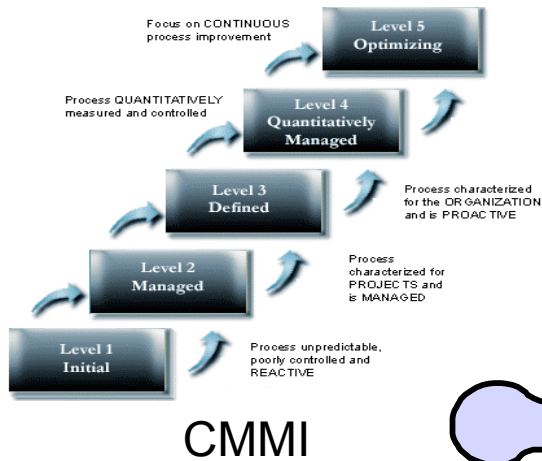 Focus on CONTINUOUS
process improvement
Level 5
Optimizing
Process QUANTITATIVELY
measured and controlled
Level 4
Quantitatively
Managed
Level 3
Defined
Process characterized
for the ORGANIZATION
and is PROACTIVE
Level 2
Managed
Process
characterized for
PROJECTS and
is MANAGED
Level 1
Initial
Process unpredictable,
poorly controlled and
REACTIVE
CMMI